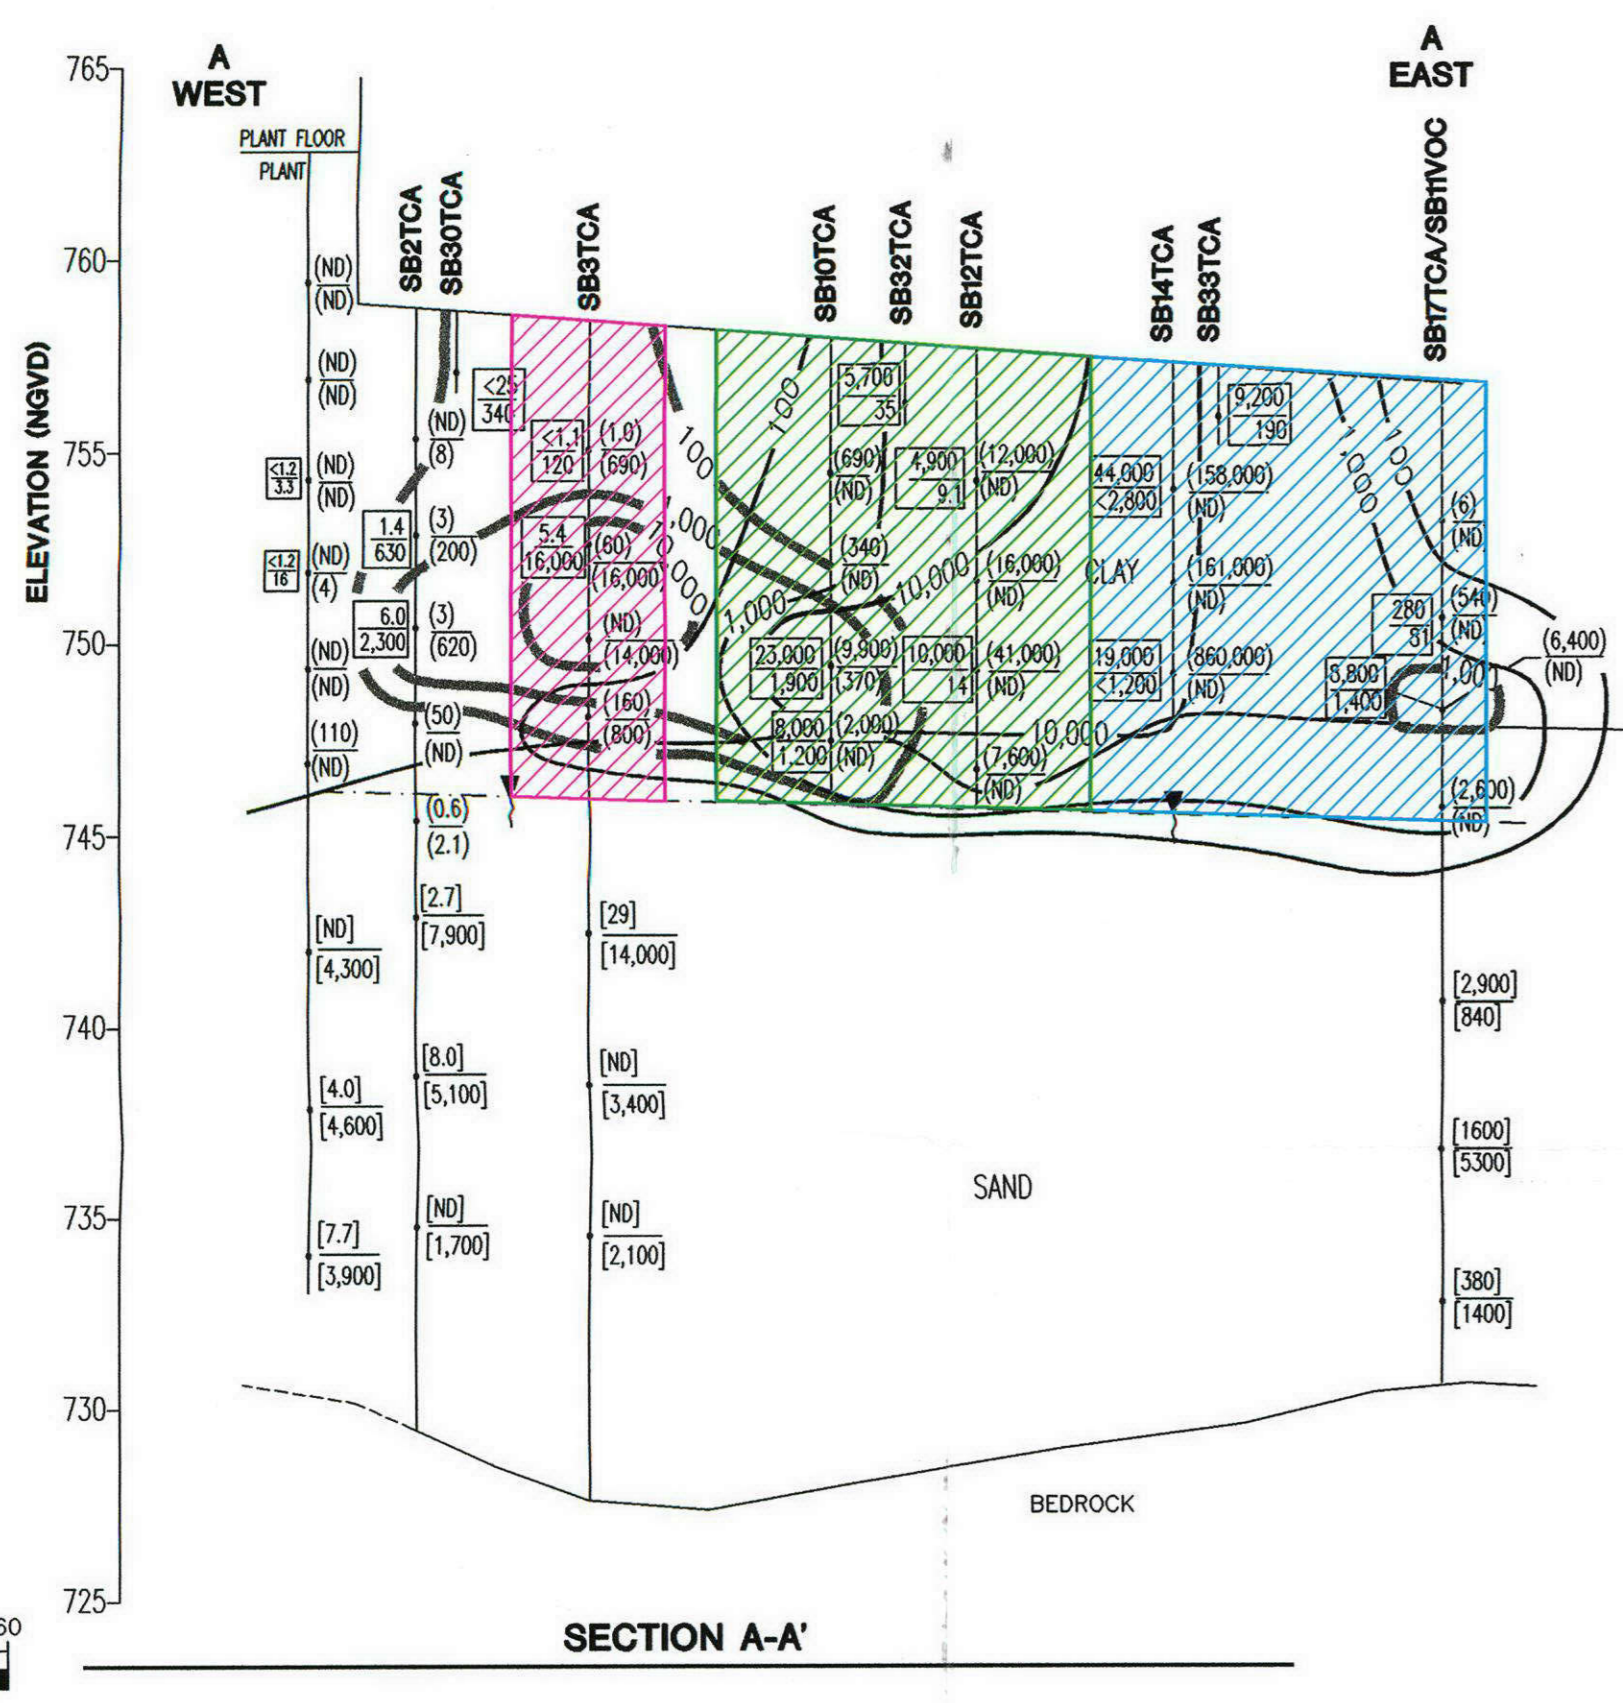 A
WEST
A
EAST
765
760
755
750
745
740
735
730
725
ELEVATION (NGVD)
PLANT FLOOR
PLANT
SB2TCA
SB30TCA
SB3TCA
SB10TCA
SB32TCA
SB12TCA
SB14TCA
SB33TCA
SB17TCA/SB11VOC
(ND)
(ND)
(ND)
(ND)
<1.2
3.3
(ND)
(ND)
<1.2
16
(ND)
(4)
(ND)
(ND)
(110)
(ND)
[ND]
[4,300]
[4.0]
[4,600]
[7.7]
[3,900]
<25
340
(ND)
(8)
1.4
630
(3)
(200)
6.0
2,300
(3)
(620)
(50)
(ND)
(0.6)
(2.1)
[2.7]
[7,900]
[8.0]
[5,100]
[ND]
[1,700]
<1.1
120
(1.0)
(690)
5.4
16,000
(60)
(16,000)
(ND)
(14,000)
(160)
(800)
[29]
[14,000]
[ND]
[3,400]
[ND]
[2,100]
100
100
1,000
10,000
5,700
35
(690)
(ND)
(340)
(ND)
23,000
1,900
(9,900)
(370)
8,000
1,200
(2,000)
(ND)
4,900
9.1
(12,000)
(ND)
(16,000)
(ND)
10,000
14
(41,000)
(ND)
(7,600)
(ND)
10,000
44,000
<2,800
(158,000)
(ND)
CLAY
(161,000)
(ND)
19,000
<1,200
(860,000)
(ND)
9,200
190
1,000
100
(6)
(ND)
280
81
(540)
(ND)
8,800
1,400
(6,400)
(ND)
(2,600)
(ND)
[2,900]
[840]
[1600]
[5300]
[380]
[1400]
SAND
BEDROCK
60
SECTION A-A'